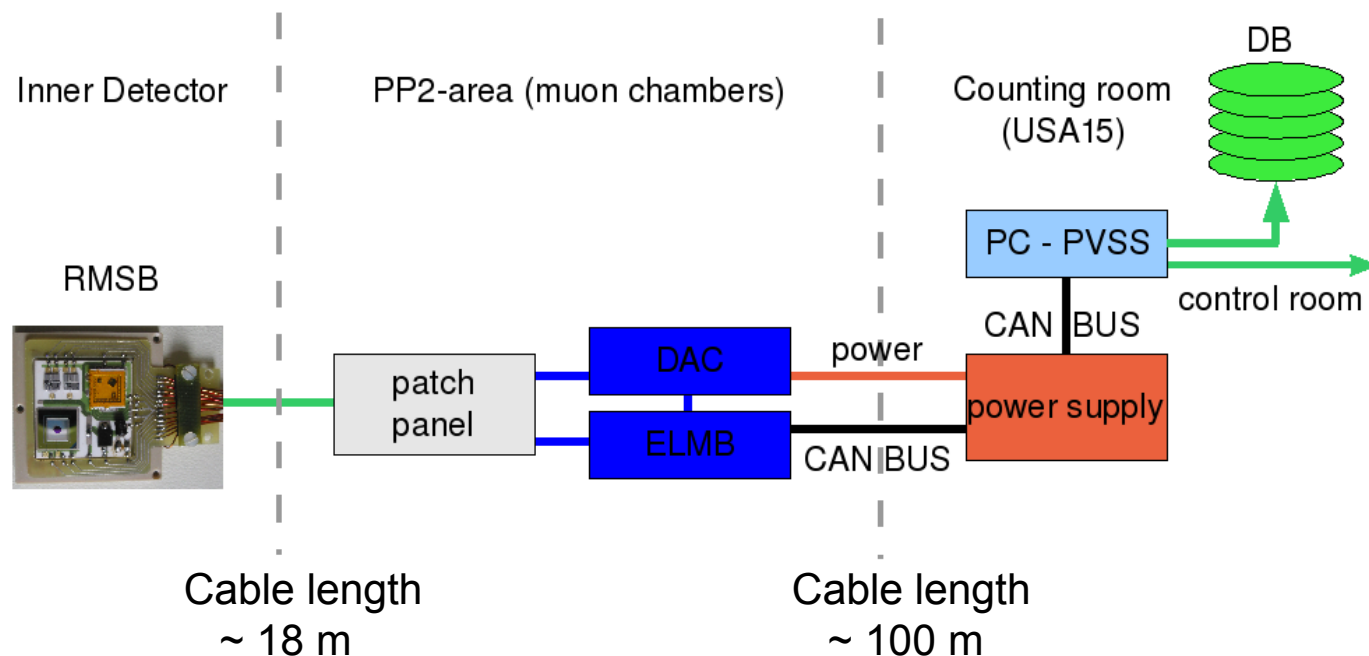 Inner Detector
PP2-area (muon chambers)
Counting room
(USA15)
DB
RMSB
PC - PVSS
control room
CAN BUS
patch
panel
DAC
ELMB
power
power supply
CAN BUS
Cable length
~ 18 m
Cable length
~ 100 m